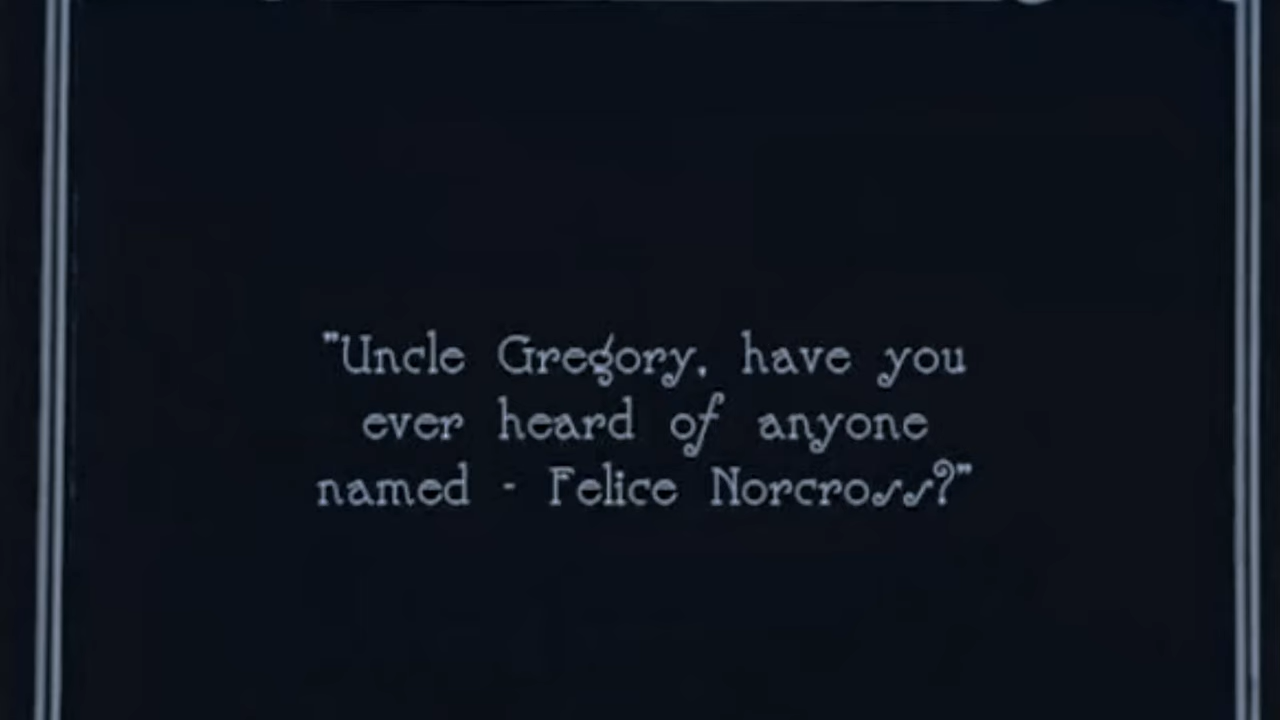 "Uncle Gregory, have you
ever heard of anyone
named - Felice Norcross?"